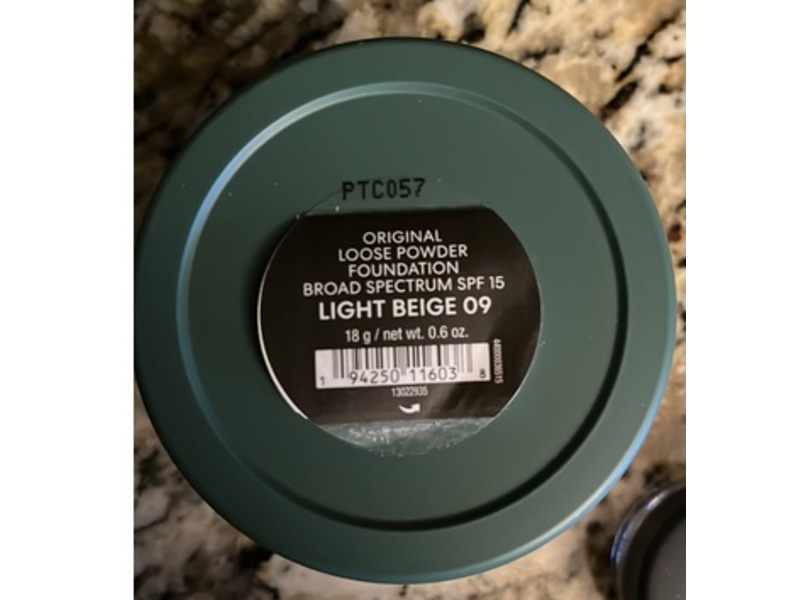 PTC057
ORIGINAL
LOOSE POWDER
FOUNDATION
BROAD SPECTRUM SPF 15
LIGHT BEIGE 09
18 g / net wt. 0.6 oz.
1 94250 11603 8
13022935